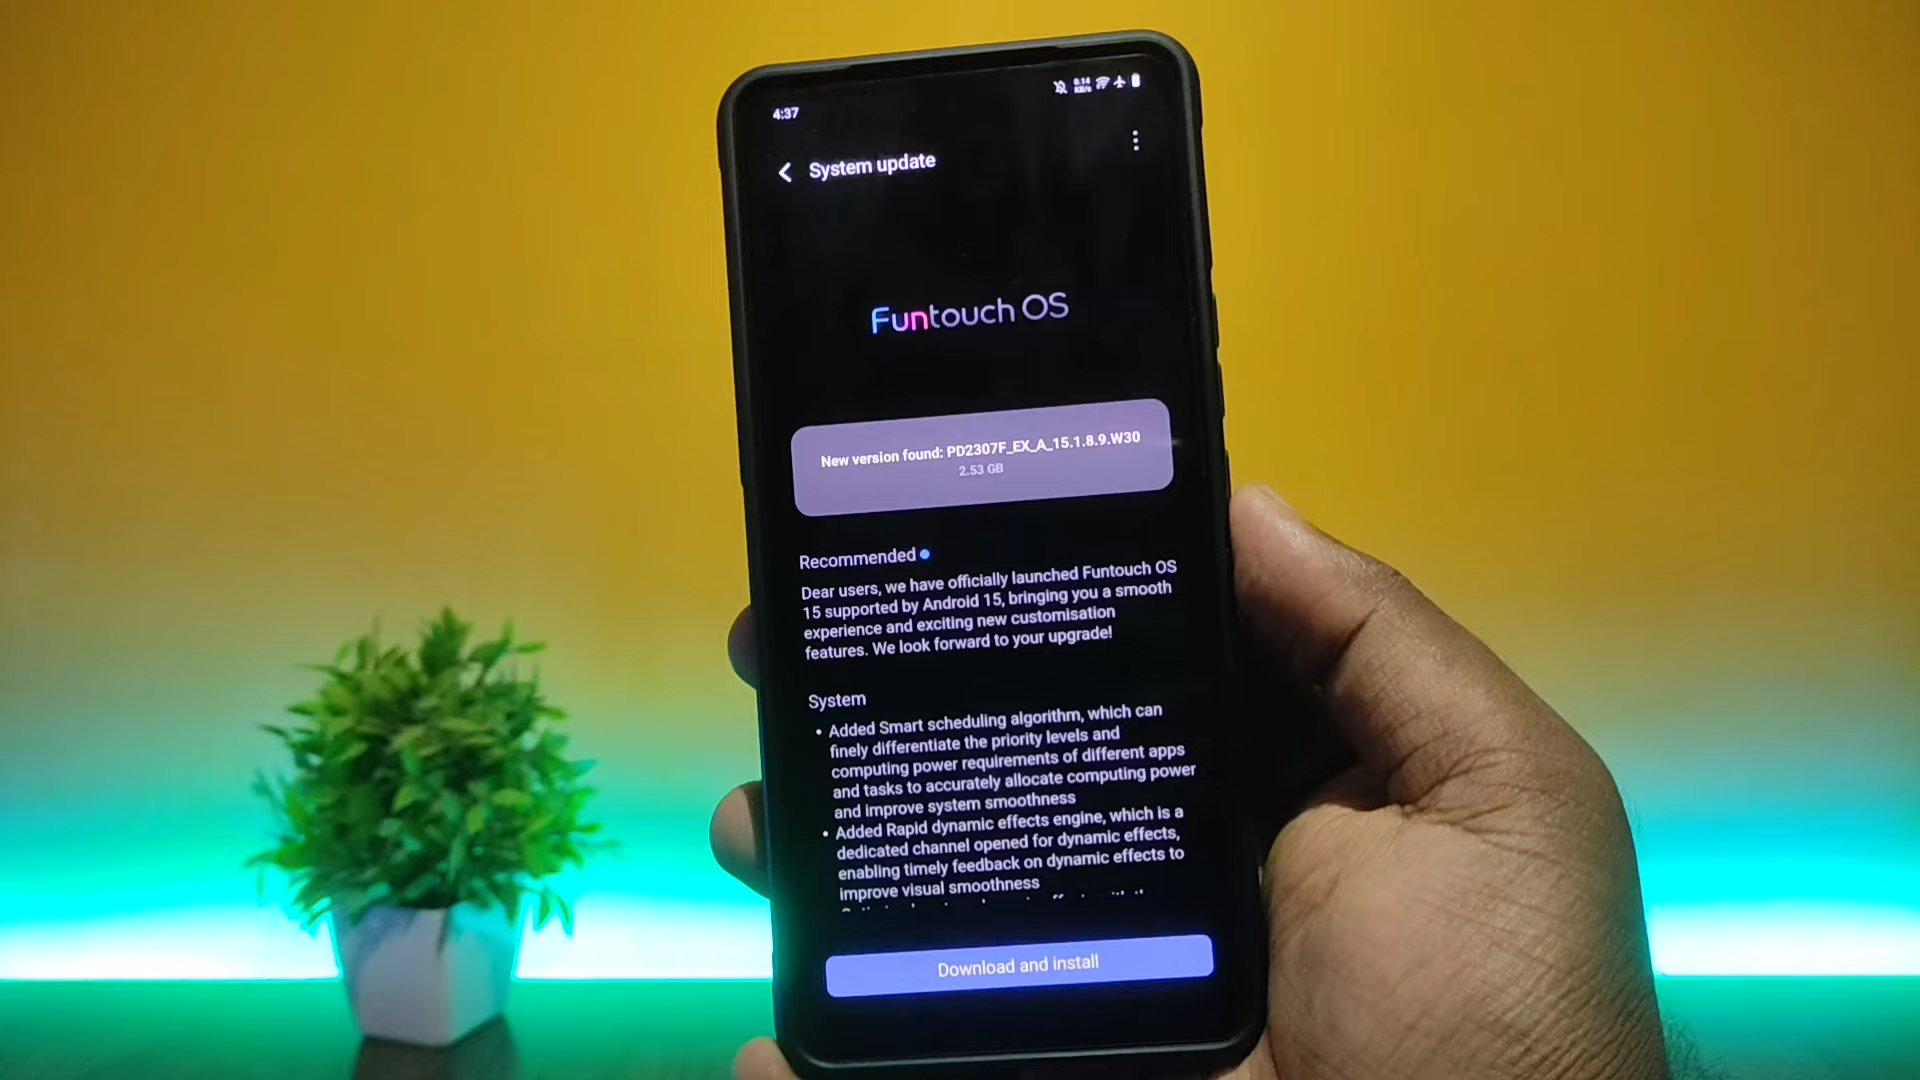 4:37
0.14
KB/s
System update
Funtouch OS
New version found: PD2307F_EX_A_15.1.8.9.W30
2.53 GB
Recommended
Dear users, we have officially launched Funtouch OS
15 supported by Android 15, bringing you a smooth
experience and exciting new customisation
features. We look forward to your upgrade!
System
• Added Smart scheduling algorithm, which can
finely differentiate the priority levels and
computing power requirements of different apps
and tasks to accurately allocate computing power
and improve system smoothness
• Added Rapid dynamic effects engine, which is a
dedicated channel opened for dynamic effects,
enabling timely feedback on dynamic effects to
improve visual smoothness
Download and install